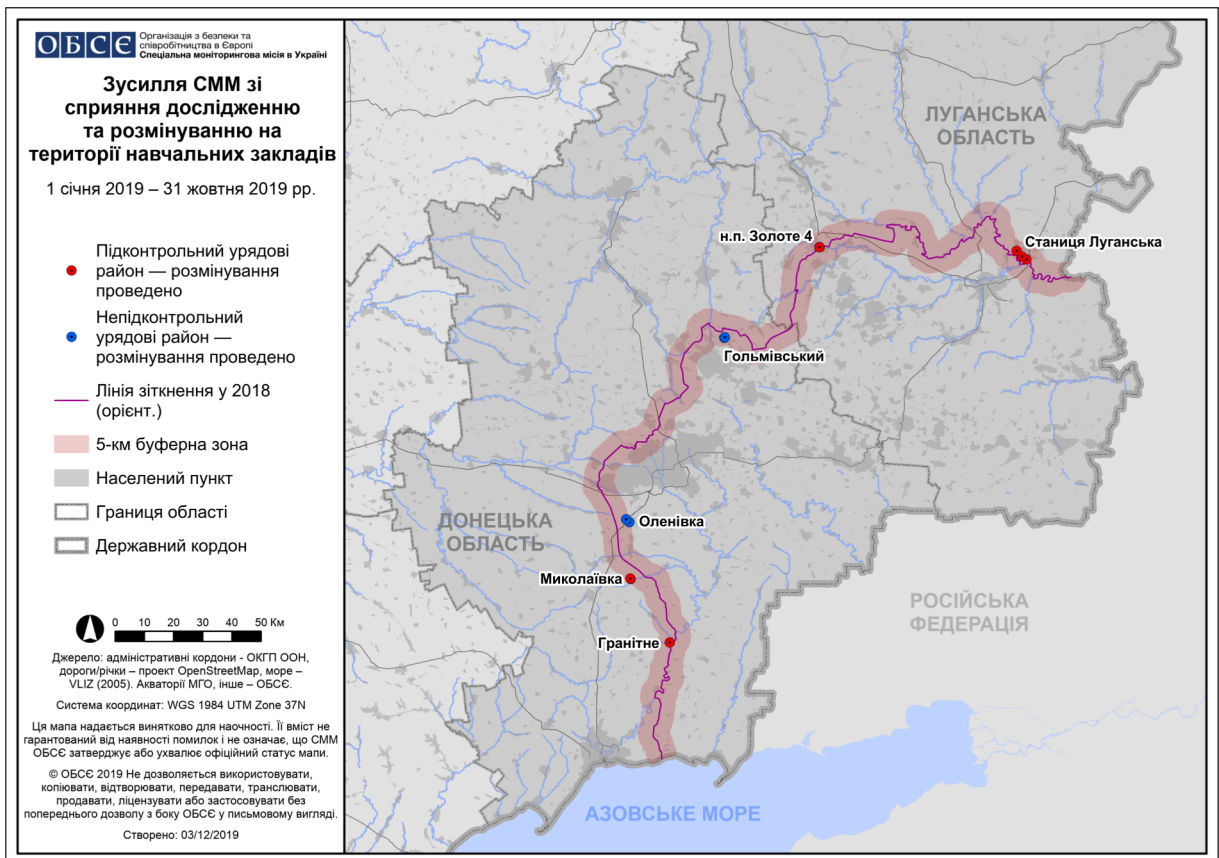 ОБСЄ
Організація з безпеки та
співробітництва в Європі
Спеціальна моніторингова місія в Україні
Зусилля СММ зі
сприяння дослідженню
та розмінуванню на
території навчальних закладів
1 січня 2019 – 31 жовтня 2019 рр.
Підконтрольний урядові
район — розмінування
проведено
Непідконтрольний
урядові район —
розмінування проведено
Лінія зіткнення у 2018
(орієнт.)
5-км буферна зона
Населений пункт
Границя області
Державний кордон
0 10 20 30 40 50 Км
Джерело: адміністративні кордони - ОКГП ООН,
дороги/річки – проект OpenStreetMap, море –
VLIZ (2005). Акваторії МГО, інше – ОБСЄ.
Система координат: WGS 1984 UTM Zone 37N
Ця мапа надається винятково для наочності. Її вміст не
гарантований від наявності помилок і не означає, що СММ
ОБСЄ затверджує або ухвалює офіційний статус мапи.
© ОБСЄ 2019 Не дозволяється використовувати,
копіювати, відтворювати, передавати, транслювати,
продавати, ліцензувати або застосовувати без
попереднього дозволу з боку ОБСЄ у письмовому вигляді.
Створено: 03/12/2019
ЛУГАНСЬКА
ОБЛАСТЬ
н.п. Золоте 4
Станиця Луганська
Гольмівський
ДОНЕЦЬКА
ОБЛАСТЬ
Оленівка
Миколаївка
Гранітне
РОСІЙСЬКА
ФЕДЕРАЦІЯ
АЗОВСЬКЕ МОРЕ